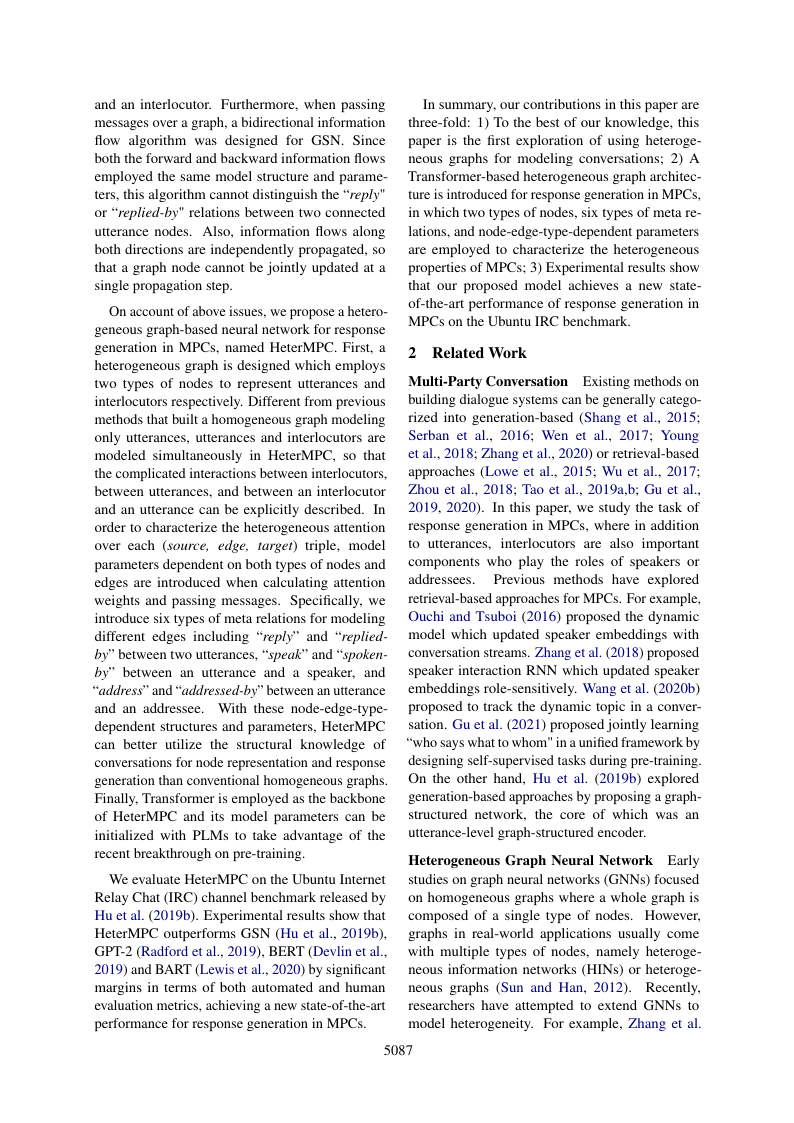 and an interlocutor. Furthermore, when passing
messages over a graph, a bidirectional information
flow algorithm was designed for GSN. Since
both the forward and backward information flows
employed the same model structure and parame-
ters, this algorithm cannot distinguish the “reply"
or “replied-by" relations between two connected
utterance nodes. Also, information flows along
both directions are independently propagated, so
that a graph node cannot be jointly updated at a
single propagation step.
On account of above issues, we propose a hetero-
geneous graph-based neural network for response
generation in MPCs, named HeterMPC. First, a
heterogeneous graph is designed which employs
two types of nodes to represent utterances and
interlocutors respectively. Different from previous
methods that built a homogeneous graph modeling
only utterances, utterances and interlocutors are
modeled simultaneously in HeterMPC, so that
the complicated interactions between interlocutors,
between utterances, and between an interlocutor
and an utterance can be explicitly described. In
order to characterize the heterogeneous attention
over each (source, edge, target) triple, model
parameters dependent on both types of nodes and
edges are introduced when calculating attention
weights and passing messages. Specifically, we
introduce six types of meta relations for modeling
different edges including “reply” and “replied-
by” between two utterances, “speak” and “spoken-
by” between an utterance and a speaker, and
“address” and “addressed-by” between an utterance
and an addressee. With these node-edge-type-
dependent structures and parameters, HeterMPC
can better utilize the structural knowledge of
conversations for node representation and response
generation than conventional homogeneous graphs.
Finally, Transformer is employed as the backbone
of HeterMPC and its model parameters can be
initialized with PLMs to take advantage of the
recent breakthrough on pre-training.
We evaluate HeterMPC on the Ubuntu Internet
Relay Chat (IRC) channel benchmark released by
Hu et al. (2019b). Experimental results show that
HeterMPC outperforms GSN (Hu et al., 2019b),
GPT-2 (Radford et al., 2019), BERT (Devlin et al.,
2019) and BART (Lewis et al., 2020) by significant
margins in terms of both automated and human
evaluation metrics, achieving a new state-of-the-art
performance for response generation in MPCs.
In summary, our contributions in this paper are
three-fold: 1) To the best of our knowledge, this
paper is the first exploration of using heteroge-
neous graphs for modeling conversations; 2) A
Transformer-based heterogeneous graph architec-
ture is introduced for response generation in MPCs,
in which two types of nodes, six types of meta re-
lations, and node-edge-type-dependent parameters
are employed to characterize the heterogeneous
properties of MPCs; 3) Experimental results show
that our proposed model achieves a new state-
of-the-art performance of response generation in
MPCs on the Ubuntu IRC benchmark.
2 Related Work
Multi-Party Conversation Existing methods on
building dialogue systems can be generally catego-
rized into generation-based (Shang et al., 2015;
Serban et al., 2016; Wen et al., 2017; Young
et al., 2018; Zhang et al., 2020) or retrieval-based
approaches (Lowe et al., 2015; Wu et al., 2017;
Zhou et al., 2018; Tao et al., 2019a,b; Gu et al.,
2019, 2020). In this paper, we study the task of
response generation in MPCs, where in addition
to utterances, interlocutors are also important
components who play the roles of speakers or
addressees. Previous methods have explored
retrieval-based approaches for MPCs. For example,
Ouchi and Tsuboi (2016) proposed the dynamic
model which updated speaker embeddings with
conversation streams. Zhang et al. (2018) proposed
speaker interaction RNN which updated speaker
embeddings role-sensitively. Wang et al. (2020b)
proposed to track the dynamic topic in a conver-
sation. Gu et al. (2021) proposed jointly learning
“who says what to whom" in a unified framework by
designing self-supervised tasks during pre-training.
On the other hand, Hu et al. (2019b) explored
generation-based approaches by proposing a graph-
structured network, the core of which was an
utterance-level graph-structured encoder.
Heterogeneous Graph Neural Network Early
studies on graph neural networks (GNNs) focused
on homogeneous graphs where a whole graph is
composed of a single type of nodes. However,
graphs in real-world applications usually come
with multiple types of nodes, namely heteroge-
neous information networks (HINs) or heteroge-
neous graphs (Sun and Han, 2012). Recently,
researchers have attempted to extend GNNs to
model heterogeneity. For example, Zhang et al.
5087